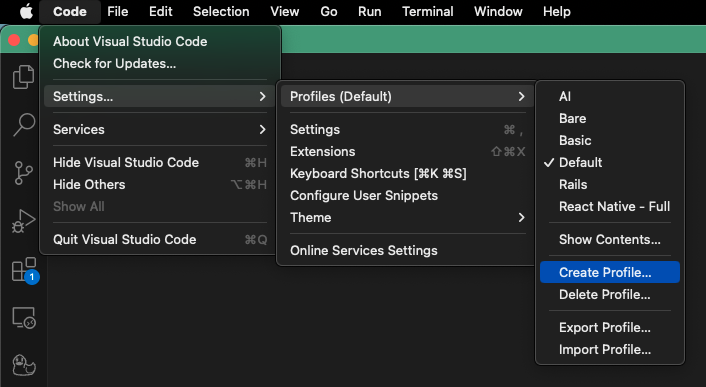 Code File Edit Selection View Go Run Terminal Window Help
About Visual Studio Code
Check for Updates...
Settings... >
Services >
Hide Visual Studio Code ⌘H
Hide Others ⌥⌘H
Show All
Quit Visual Studio Code ⌘Q
Profiles (Default) >
Settings ⌘ ,
Extensions ⇧⌘X
Keyboard Shortcuts [⌘K ⌘S]
Configure User Snippets
Theme >
Online Services Settings
AI
Bare
Basic
✓ Default
Rails
React Native - Full
Show Contents...
Create Profile...
Delete Profile...
Export Profile...
Import Profile...
1